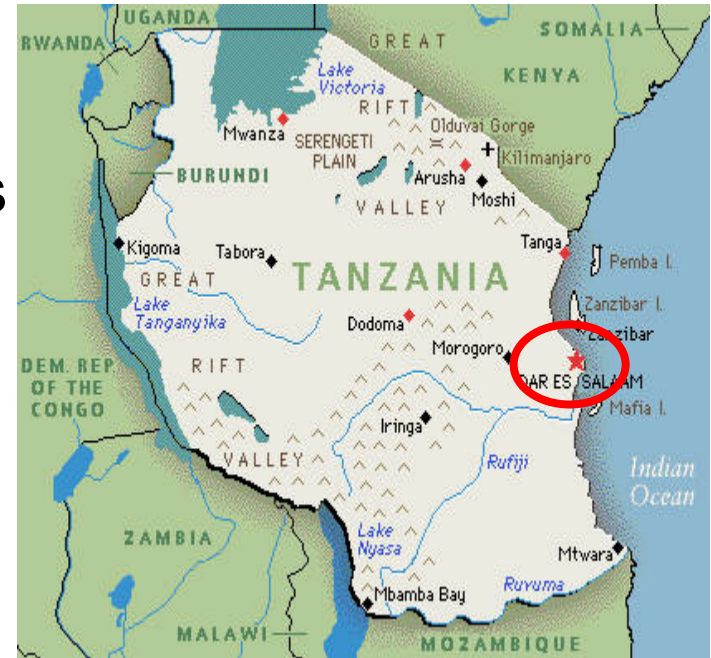 UGANDA
SOMALIA
RWANDA
GREAT
KENYA
Lake
Victoria
RIFT
Mwanza
SERENGETI
PLAIN
Olduvai Gorge
Kilimanjaro
BURUNDI
Arusha
Moshi
VALLEY
S
Kigoma
Tabora
Tanga
Pemba I.
GREAT
TANZANIA
Lake
Tanganyika
Zanzibar I.
Zanzibar
Dodoma
Morogoro
DEM. REP.
OF THE
CONGO
RIFT
DAR ES SALAAM
Mafia I.
Iringa
VALLEY
Rufiji
Indian
Ocean
ZAMBIA
Lake
Nyasa
Mtwara
Mbamba Bay
Ruvuma
MALAWI
MOZAMBIQUE